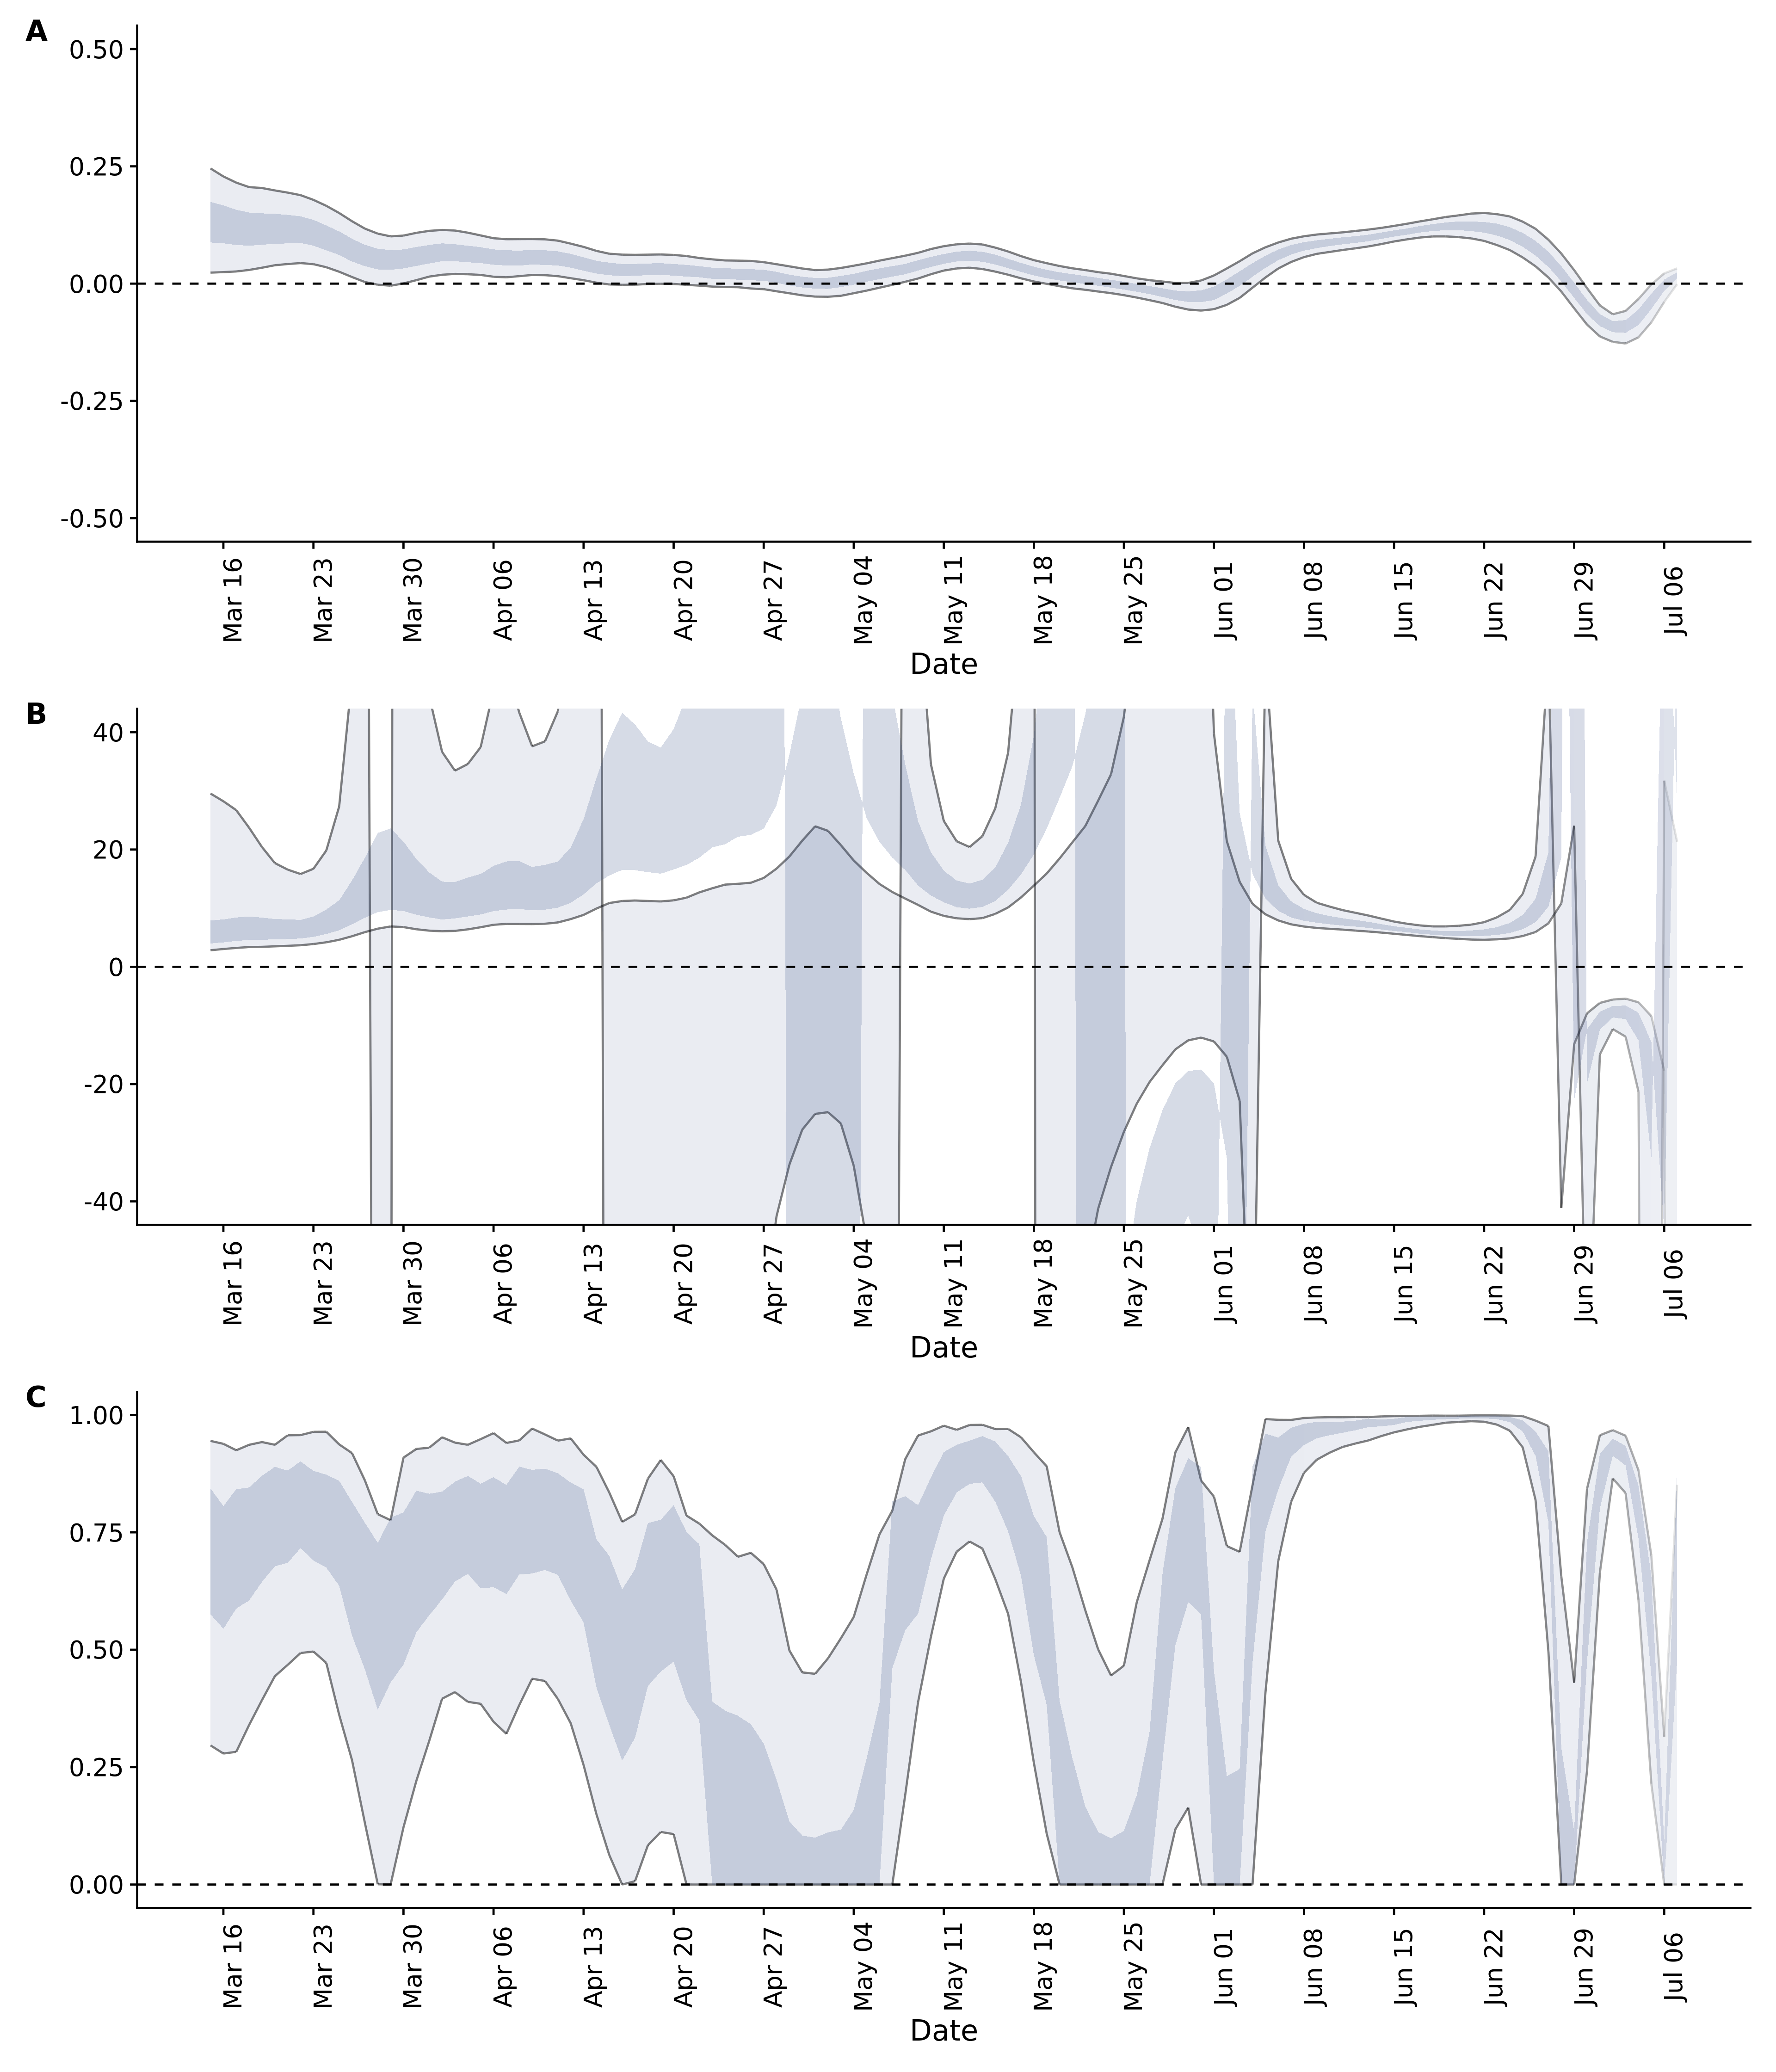 A
0.50
0.25
0.00
-0.25
-0.50
Mar 16
Mar 23
Mar 30
Apr 06
Apr 13
Apr 20
Apr 27
May 04
May 11
May 18
May 25
Jun 01
Jun 08
Jun 15
Jun 22
Jun 29
Jul 06
Date
B
40
20
0
-20
-40
Mar 16
Mar 23
Mar 30
Apr 06
Apr 13
Apr 20
Apr 27
May 04
May 11
May 18
May 25
Jun 01
Jun 08
Jun 15
Jun 22
Jun 29
Jul 06
Date
C
1.00
0.75
0.50
0.25
0.00
Mar 16
Mar 23
Mar 30
Apr 06
Apr 13
Apr 20
Apr 27
May 04
May 11
May 18
May 25
Jun 01
Jun 08
Jun 15
Jun 22
Jun 29
Jul 06
Date